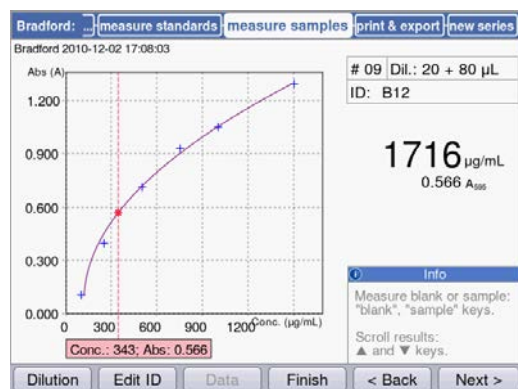 Bradford: ... measure standards measure samples print & export new series
Bradford 2010-12-02 17:08:03
Abs (A)
# 09 Dil.: 20 + 80 µL
ID: B12
1716 µg/mL
0.566 A595
1.200
0.900
0.600
0.300
0.000
0 300 600 900 1200 Conc. (µg/mL)
Conc.: 343; Abs: 0.566
Info
Measure blank or sample:
"blank", "sample" keys.
Scroll results:
▲ and ▼ keys.
Dilution Edit ID Data Finish < Back Next >